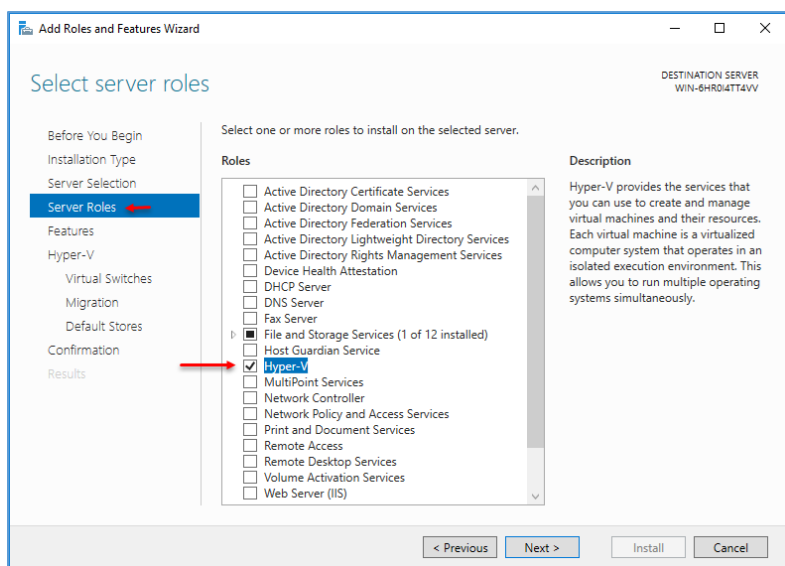 Add Roles and Features Wizard
Select server roles
DESTINATION SERVER
WIN-6HR0I4TT4VV
Before You Begin
Installation Type
Server Selection
Server Roles
Features
Hyper-V
Virtual Switches
Migration
Default Stores
Confirmation
Results
Select one or more roles to install on the selected server.
Roles
Active Directory Certificate Services
Active Directory Domain Services
Active Directory Federation Services
Active Directory Lightweight Directory Services
Active Directory Rights Management Services
Device Health Attestation
DHCP Server
DNS Server
Fax Server
File and Storage Services (1 of 12 installed)
Host Guardian Service
Hyper-V
MultiPoint Services
Network Controller
Network Policy and Access Services
Print and Document Services
Remote Access
Remote Desktop Services
Volume Activation Services
Web Server (IIS)
Description
Hyper-V provides the services that
you can use to create and manage
virtual machines and their resources.
Each virtual machine is a virtualized
computer system that operates in an
isolated execution environment. This
allows you to run multiple operating
systems simultaneously.
< Previous
Next >
Install
Cancel